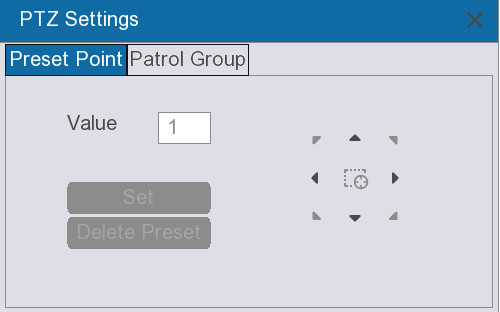 PTZ Settings
Preset Point Patrol Group
Value 1
Set
Delete Preset